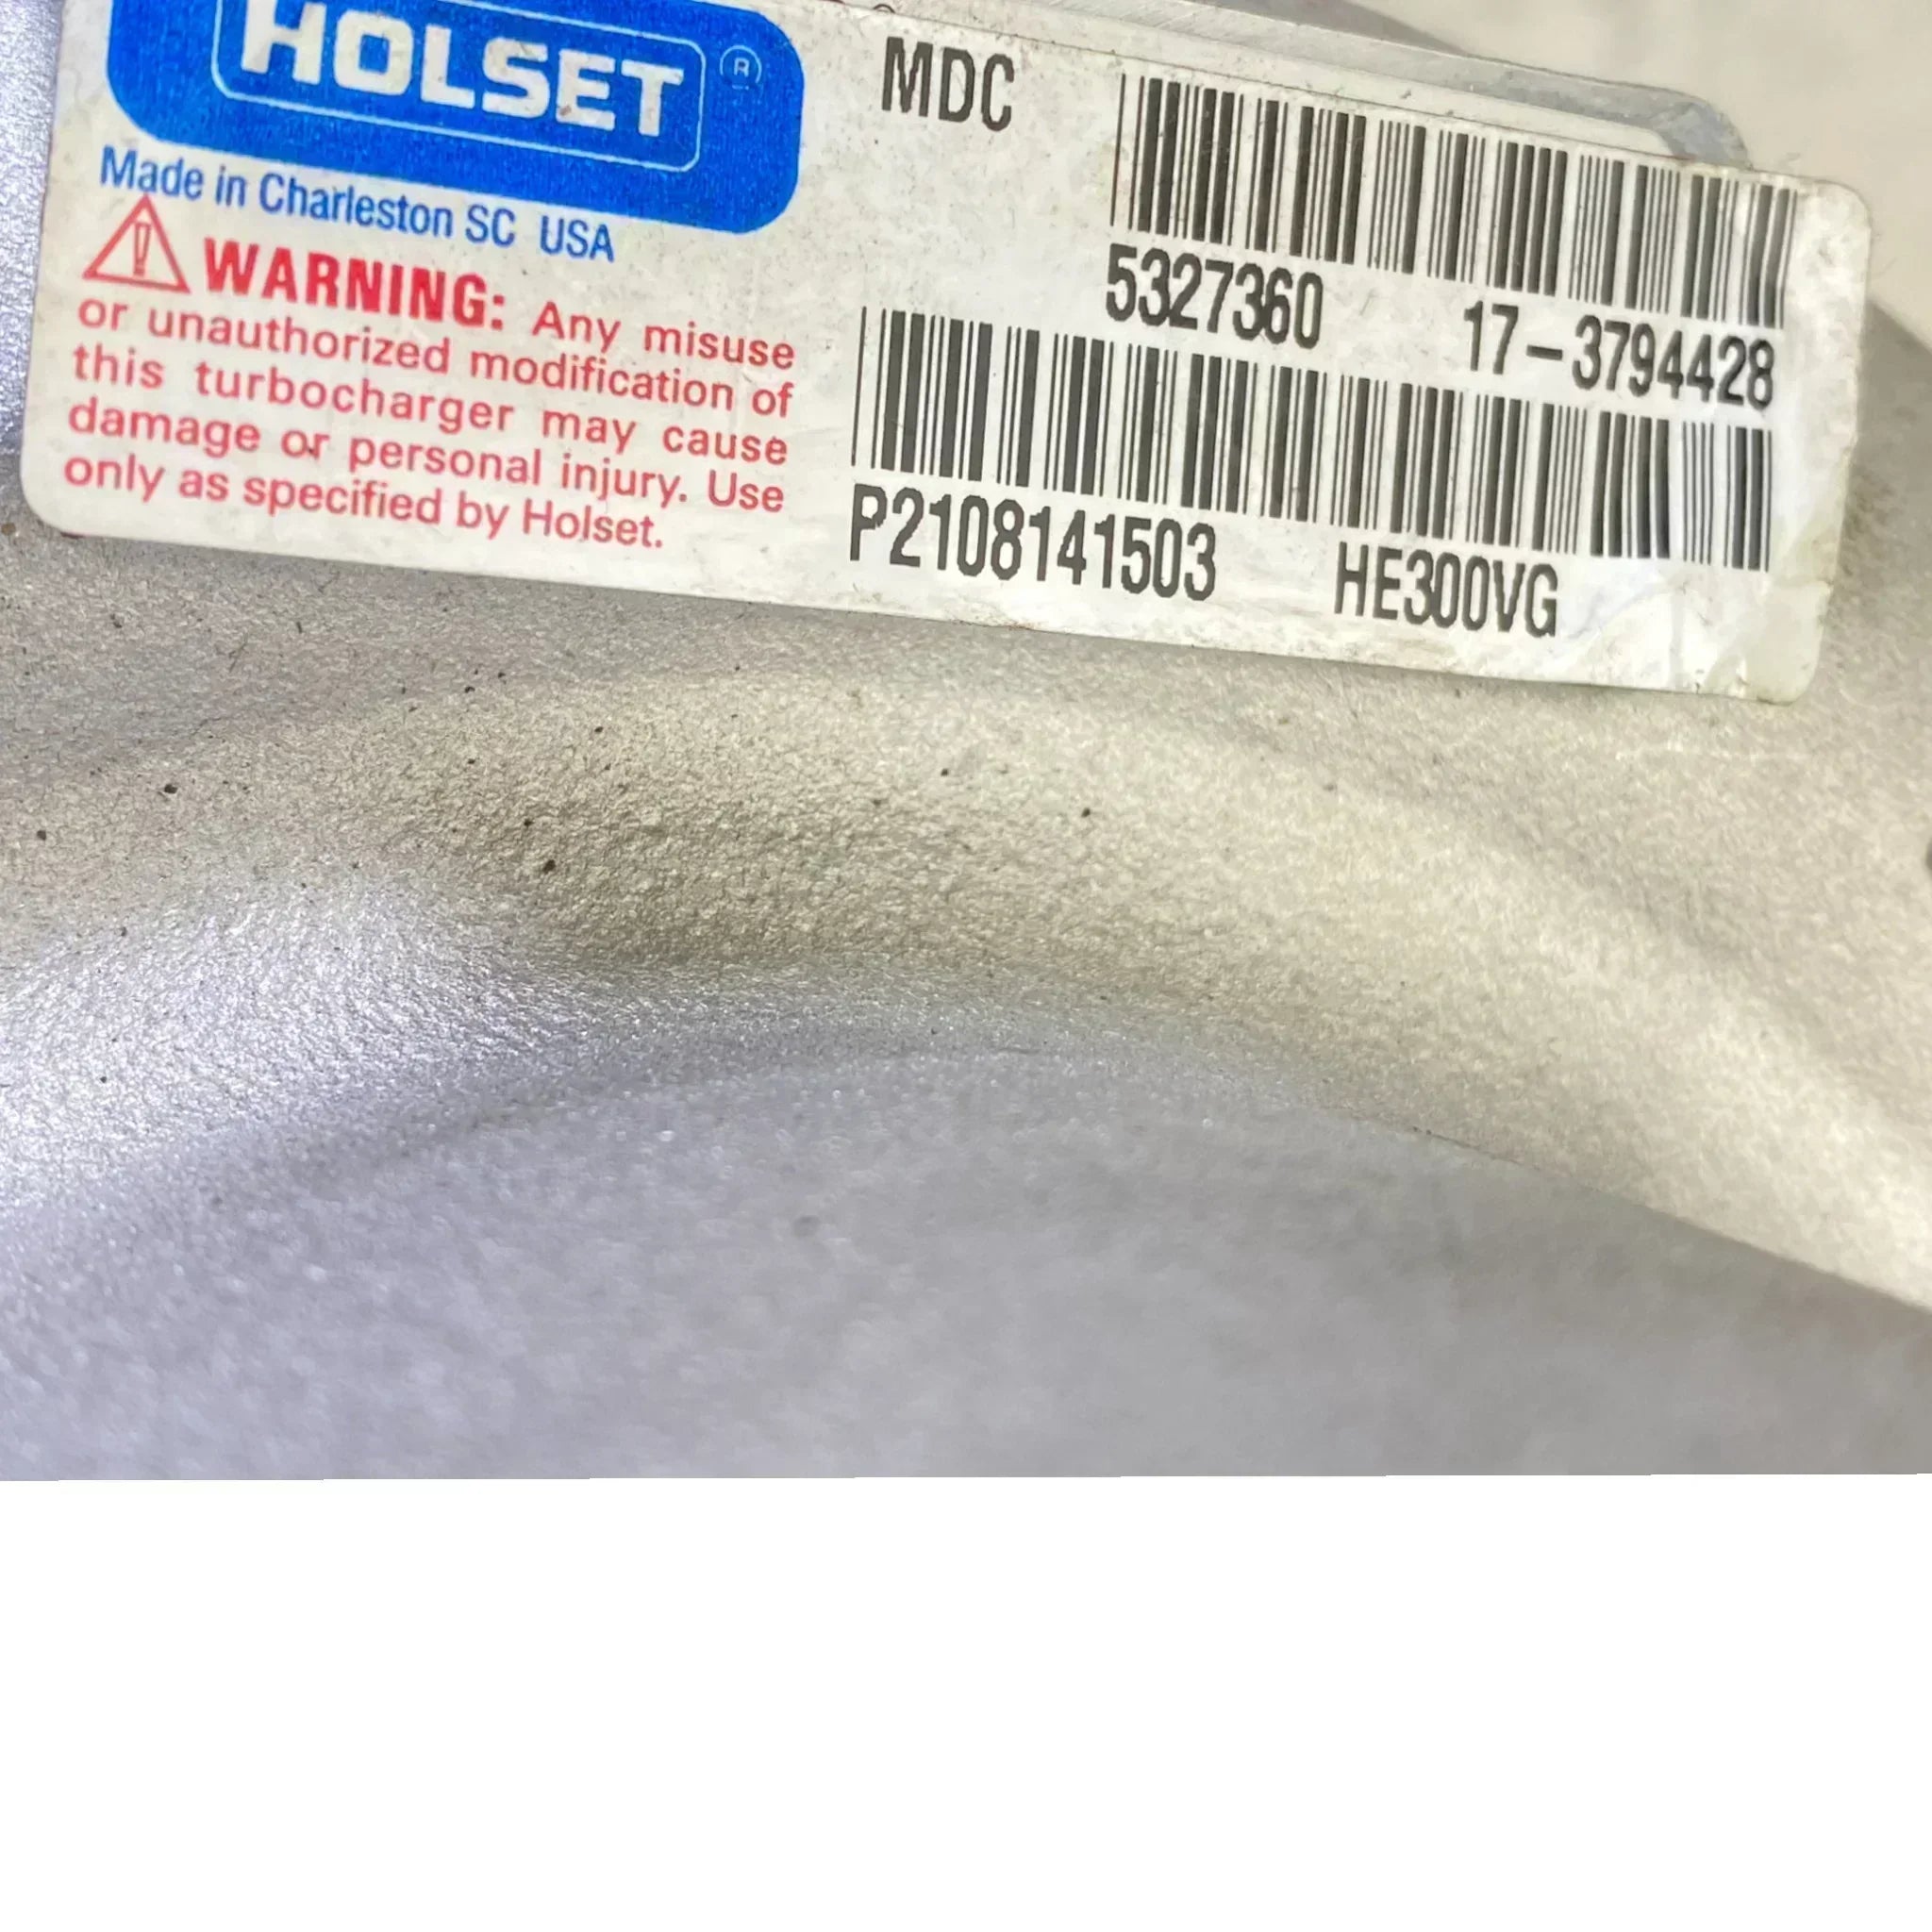 HOLSET ®
Made in Charleston SC USA
WARNING: Any misuse
or unauthorized modification of
this turbocharger may cause
damage or personal injury. Use
only as specified by Holset.
MDC
5327360 17-3794428
P2108141503 HE300VG